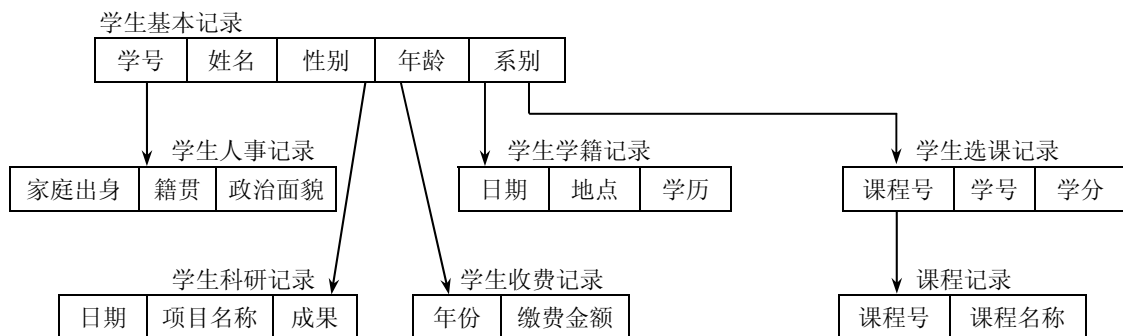 学生基本记录
学号 姓名 性别 年龄 系别
学生人事记录 学生学籍记录 学生选课记录
家庭出身 籍贯 政治面貌 日期 地点 学历 课程号 学号 学分
学生科研记录 学生收费记录 课程记录
日期 项目名称 成果 年份 缴费金额 课程号 课程名称